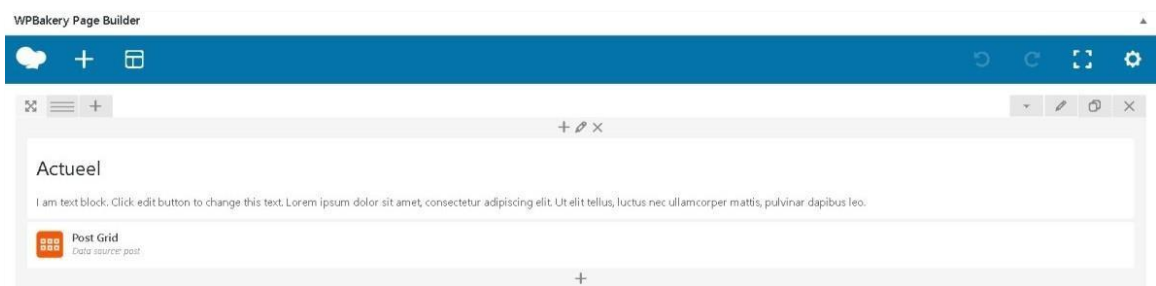 WPBakery Page Builder
Actueel
I am text block. Click edit button to change this text. Lorem ipsum dolor sit amet, consectetur adipiscing elit. Ut elit tellus, luctus nec ullamcorper mattis, pulvinar dapibus leo.
Post Grid
Data source: post